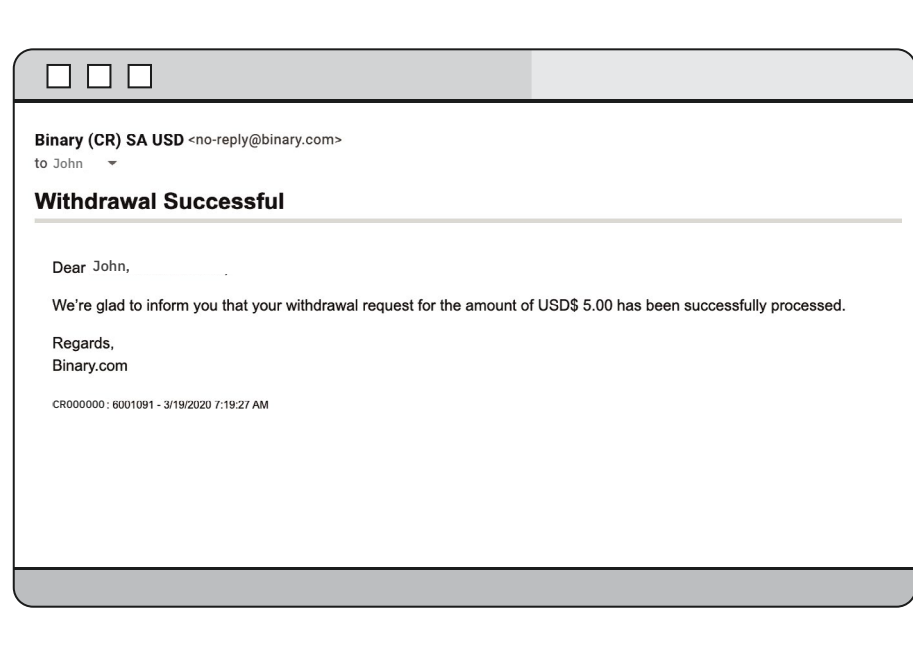 Binary (CR) SA USD <no-reply@binary.com>
to John
Withdrawal Successful
Dear John,
We're glad to inform you that your withdrawal request for the amount of USD$ 5.00 has been successfully processed.
Regards,
Binary.com
CR000000 : 6001091 - 3/19/2020 7:19:27 AM